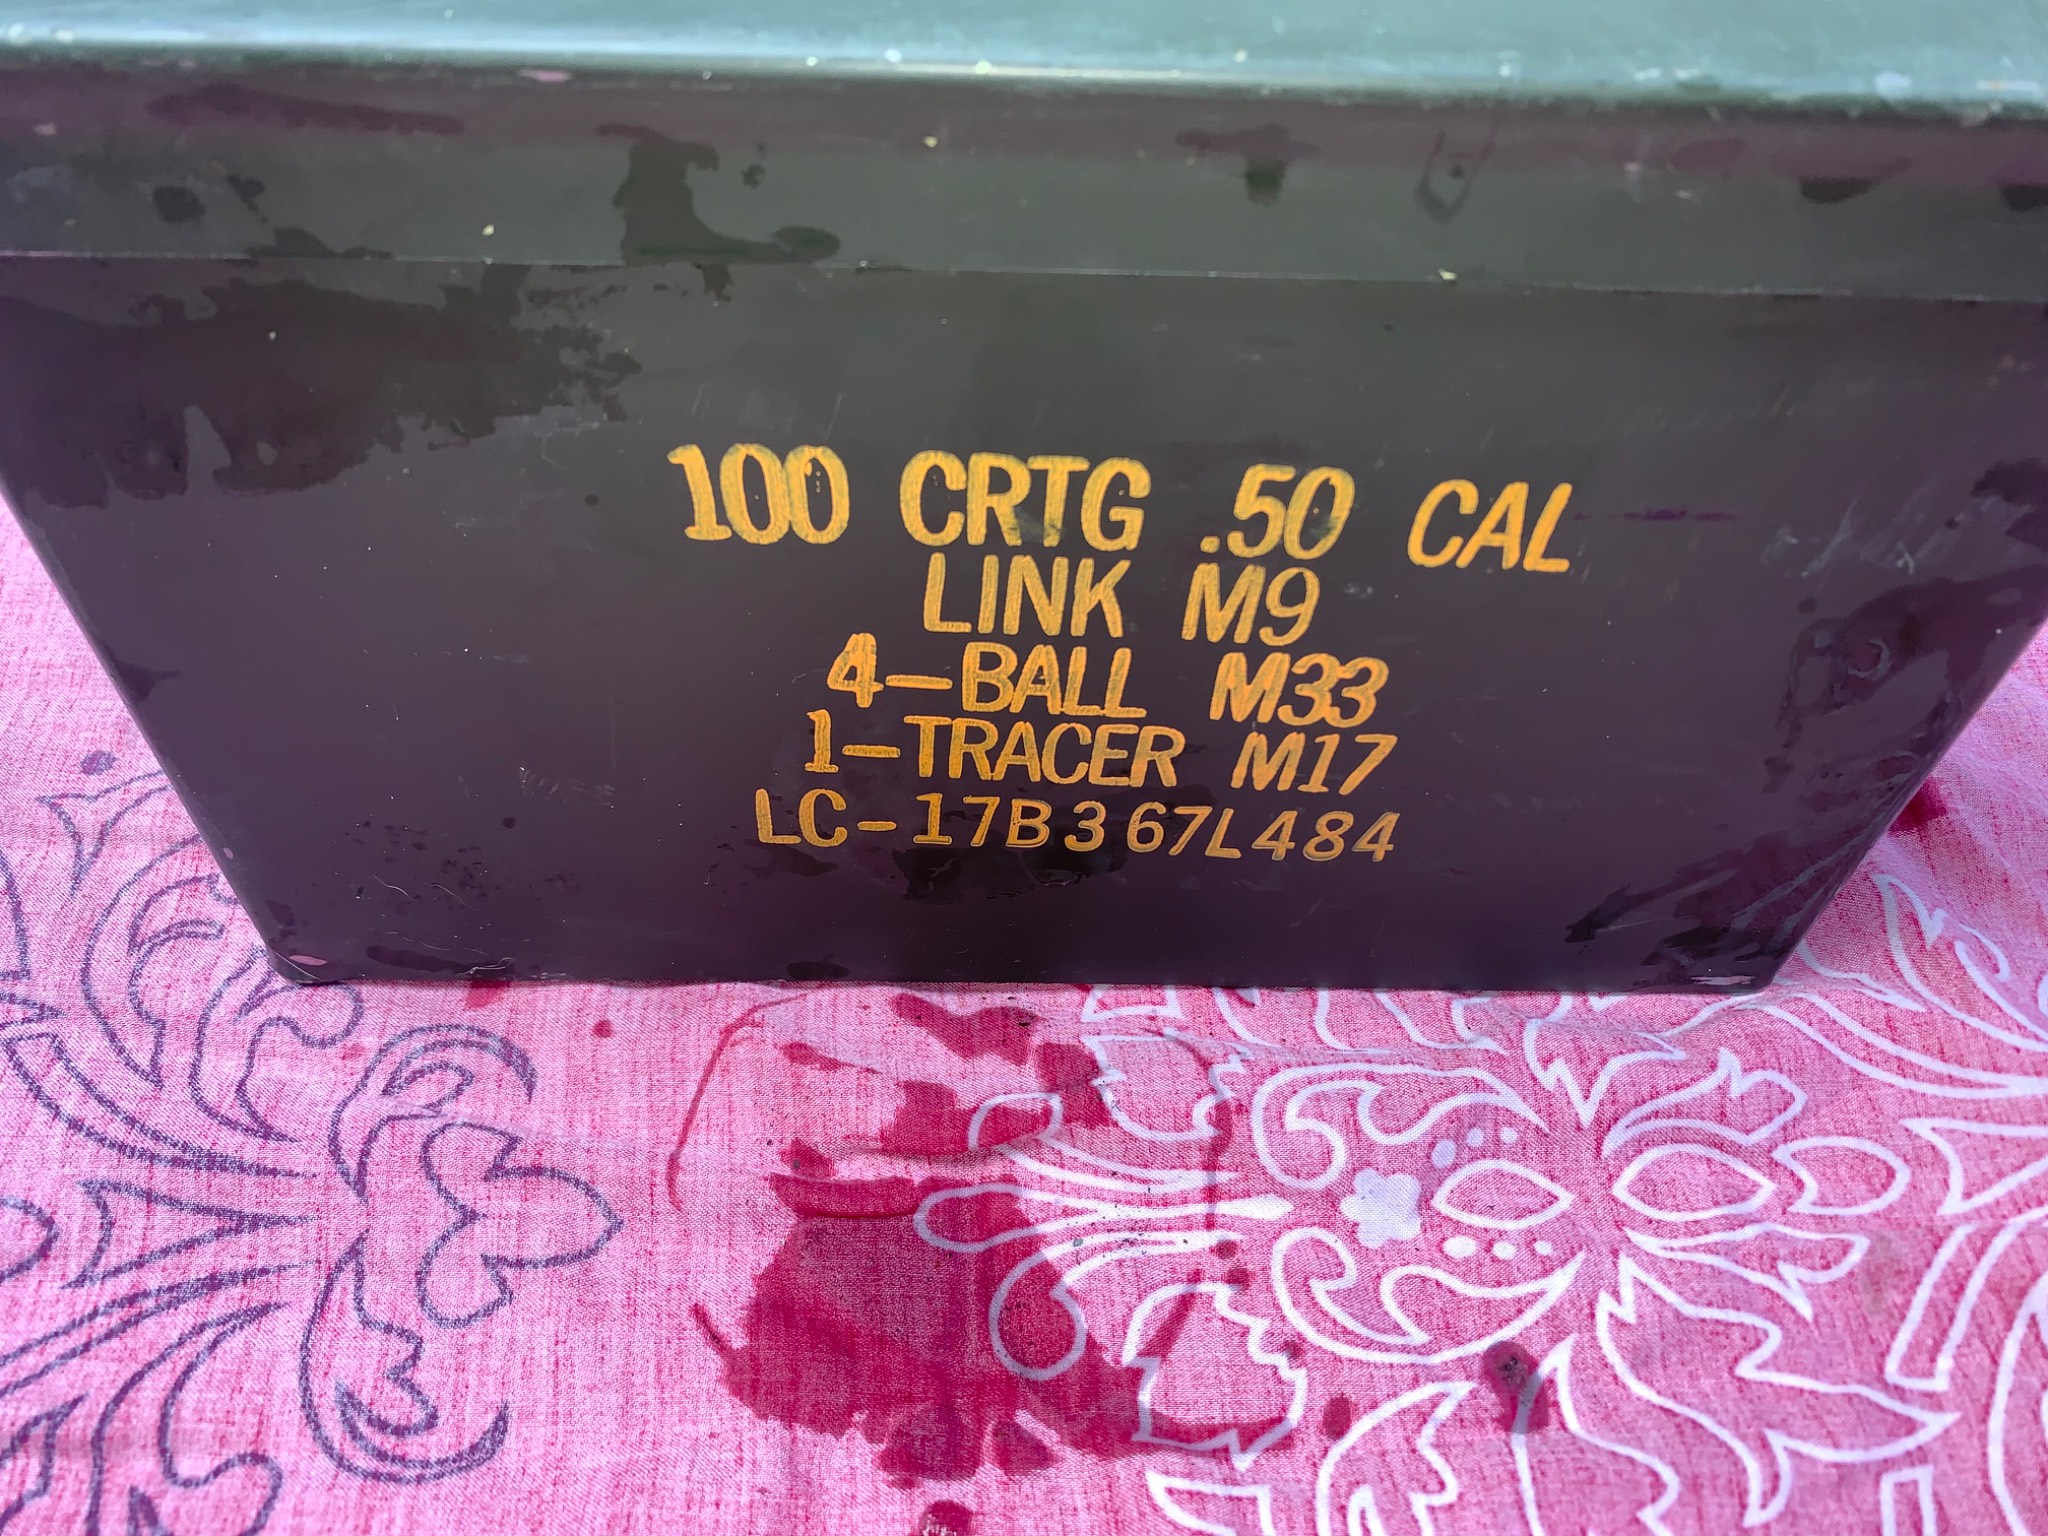 100 CRTG .50 CAL
LINK M9
4-BALL M33
1-TRACER M17
LC-17B367L484